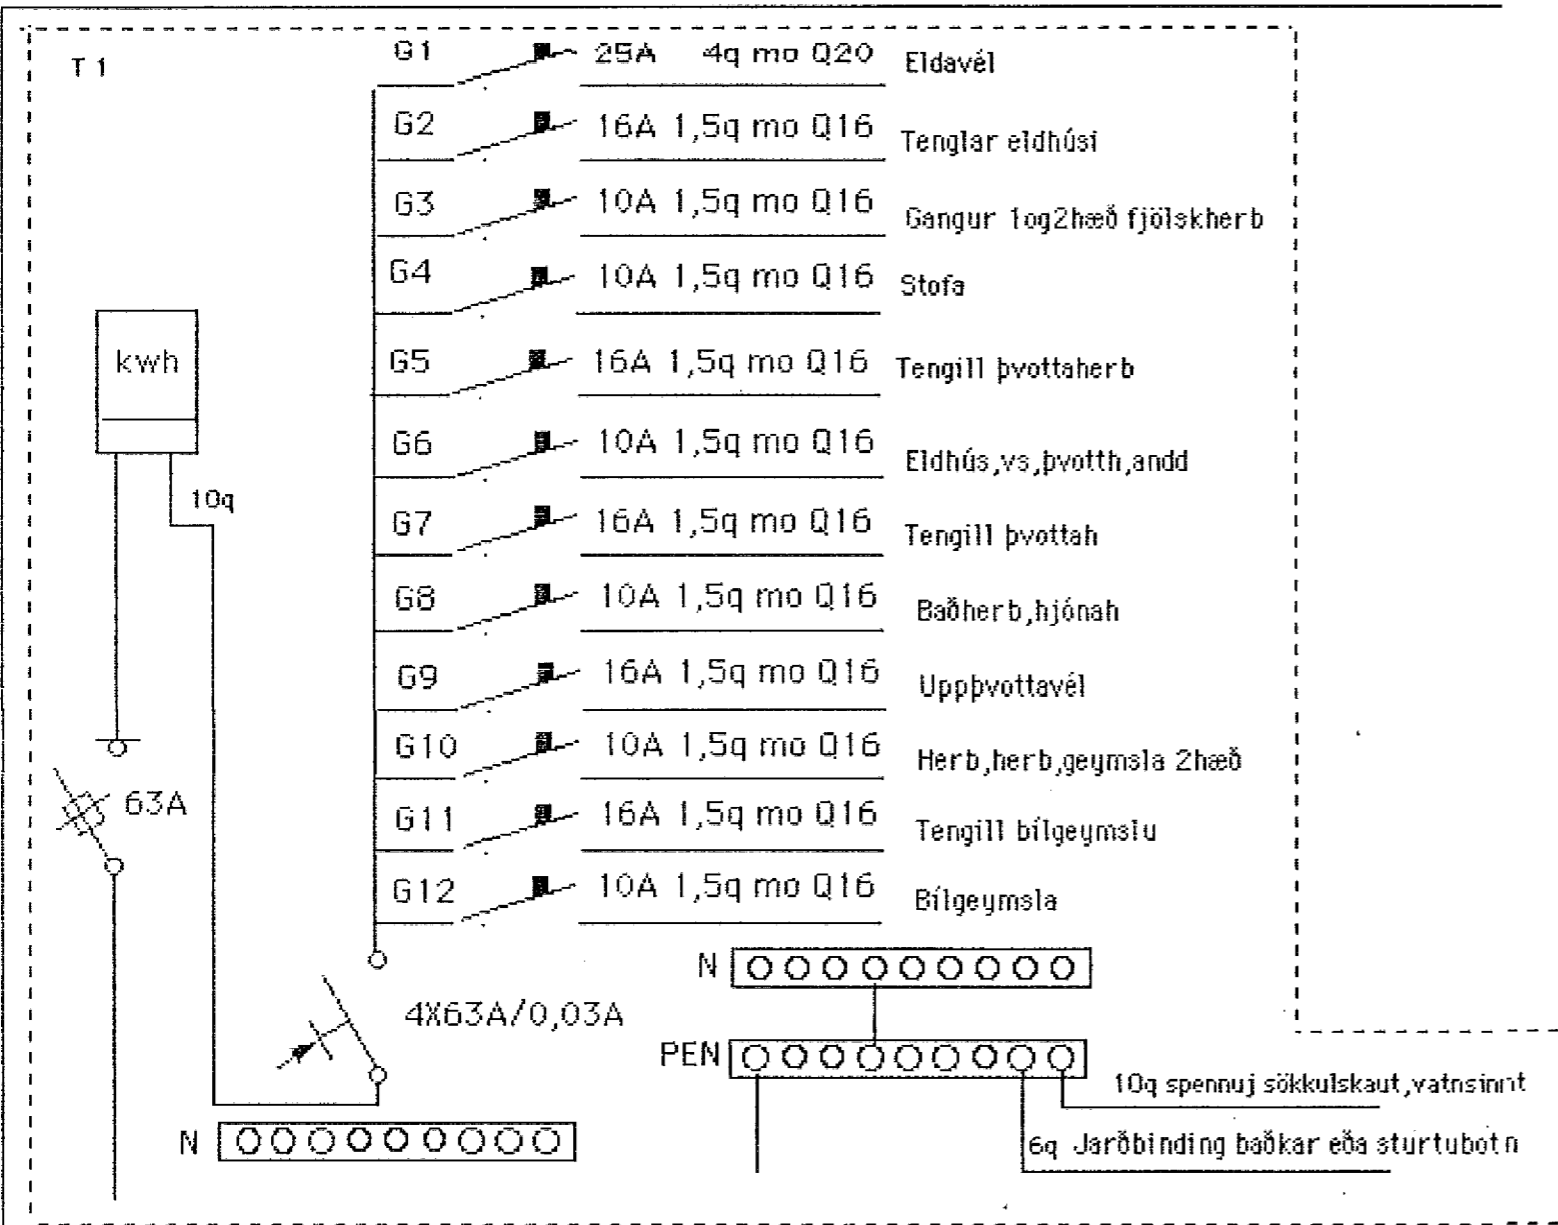 T 1
G1 25A 4q mo Q20 Eldavél
G2 16A 1,5q mo Q16 Tenglar eldhúsi
G3 10A 1,5q mo Q16 Gangur 1og2hæð fjölskherb
G4 10A 1,5q mo Q16 Stofa
kwh
G5 16A 1,5q mo Q16 Tengill þvottaherb
G6 10A 1,5q mo Q16 Eldhús,vs,þvotth,andd
10q
G7 16A 1,5q mo Q16 Tengill þvottah
G8 10A 1,5q mo Q16 Baðherb,hjónah
G9 16A 1,5q mo Q16 Uppþvottavél
G10 10A 1,5q mo Q16 Herb,herb,geymsla 2hæð
63A
G11 16A 1,5q mo Q16 Tengill bílgeymslu
G12 10A 1,5q mo Q16 Bílgeymsla
N
4X63A/0,03A
PEN
10q spennuj sökkulskaut,vatnsinnt
N
6q Jarðbinding baðkar eða sturtubotn